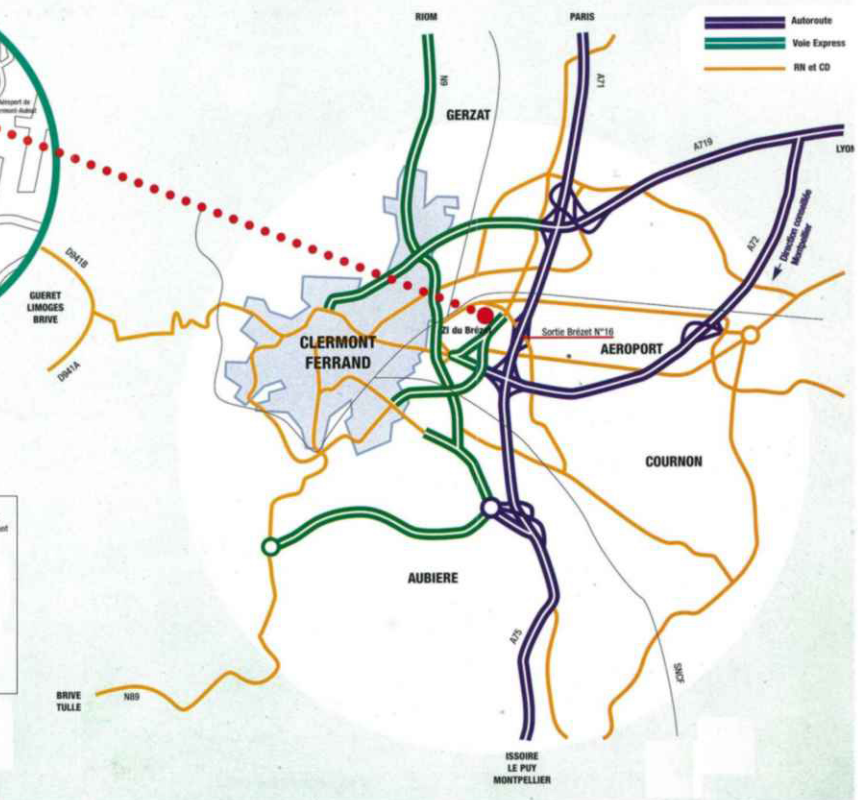 RIOM
PARIS
Autoroute
Voie Express
RN et CD
N9
A71
GERZAT
A719
LYON
Aéroport de
A72
Direction conseillée
Montpellier
D941B
GUERET
LIMOGES
BRIVE
D941A
CLERMONT
FERRAND
ZI du Brézet
Sortie Brézet N°16
AEROPORT
COURNON
AUBIERE
A75
SNCF
BRIVE
TULLE
N89
ISSOIRE
LE PUY
MONTPELLIER